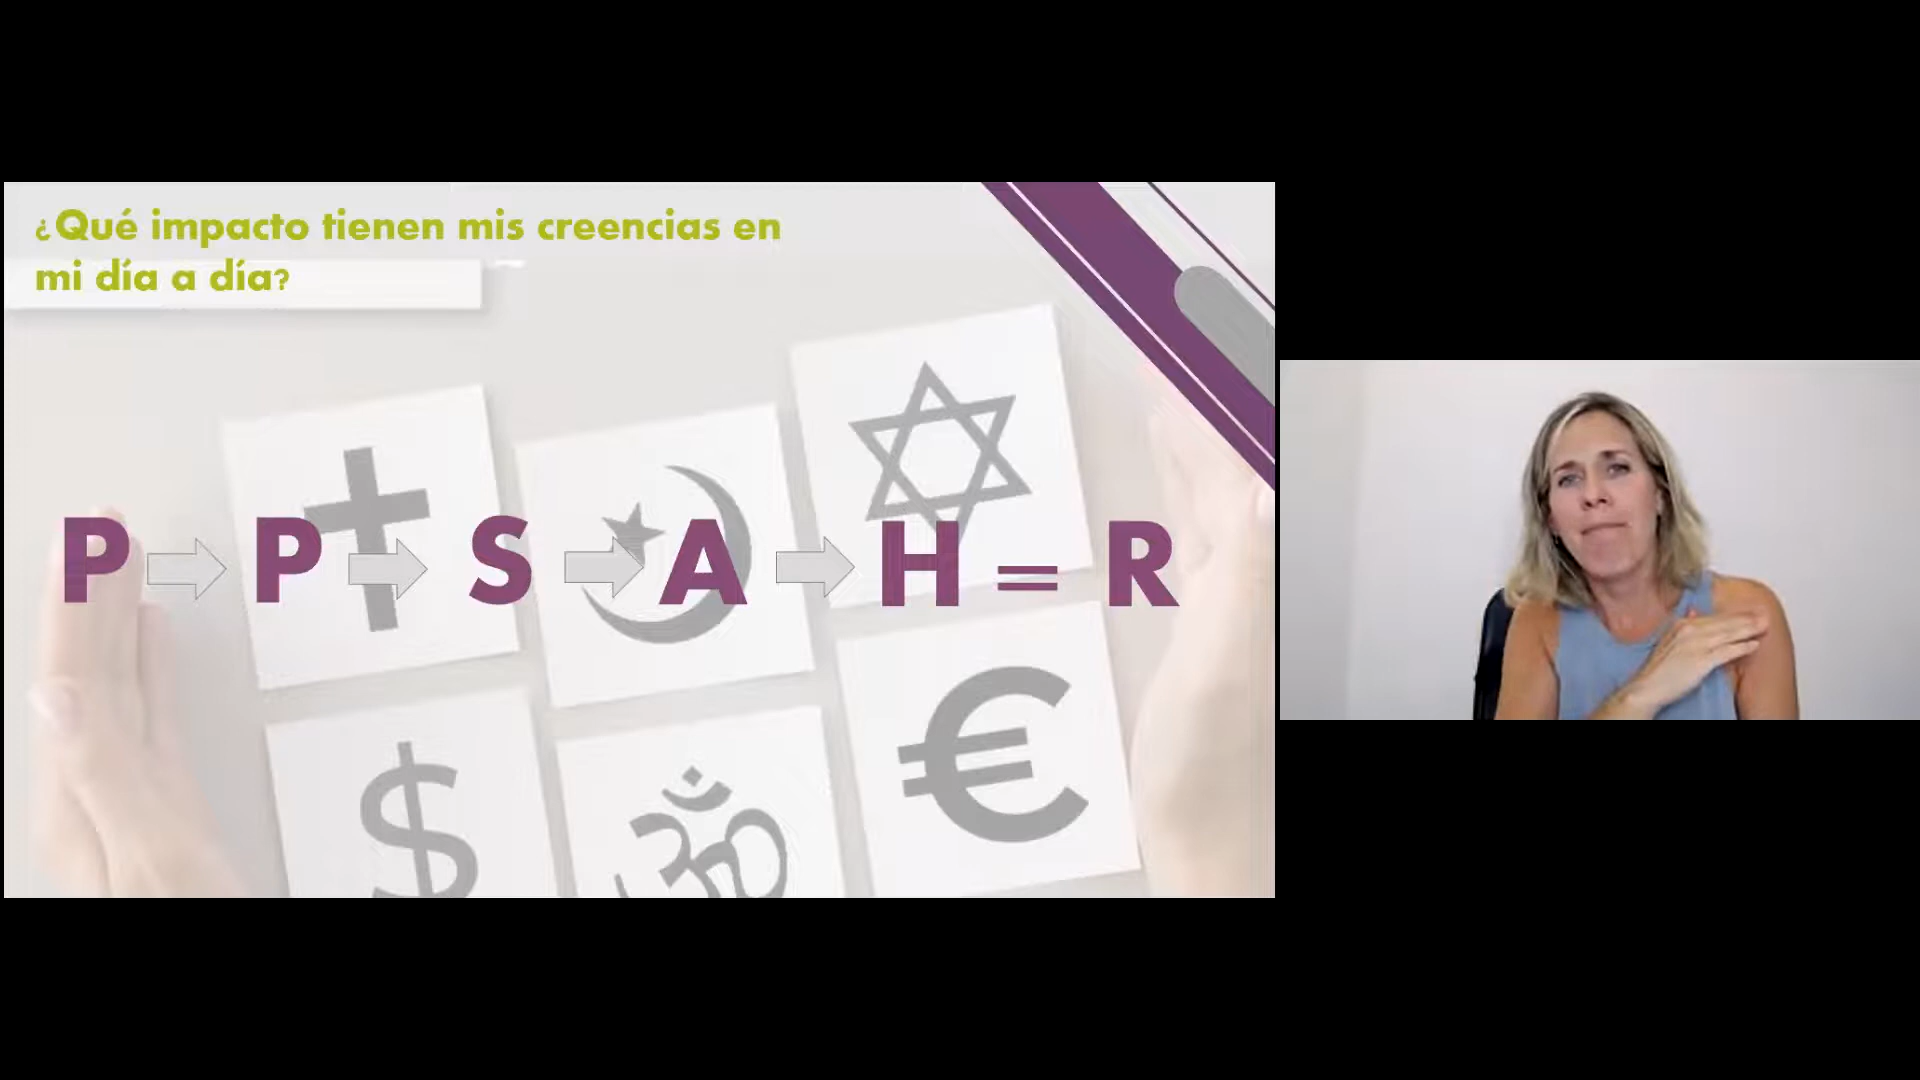 ¿Qué impacto tienen mis creencias en
mi día a día?
P P S A H = R
$ ॐ €